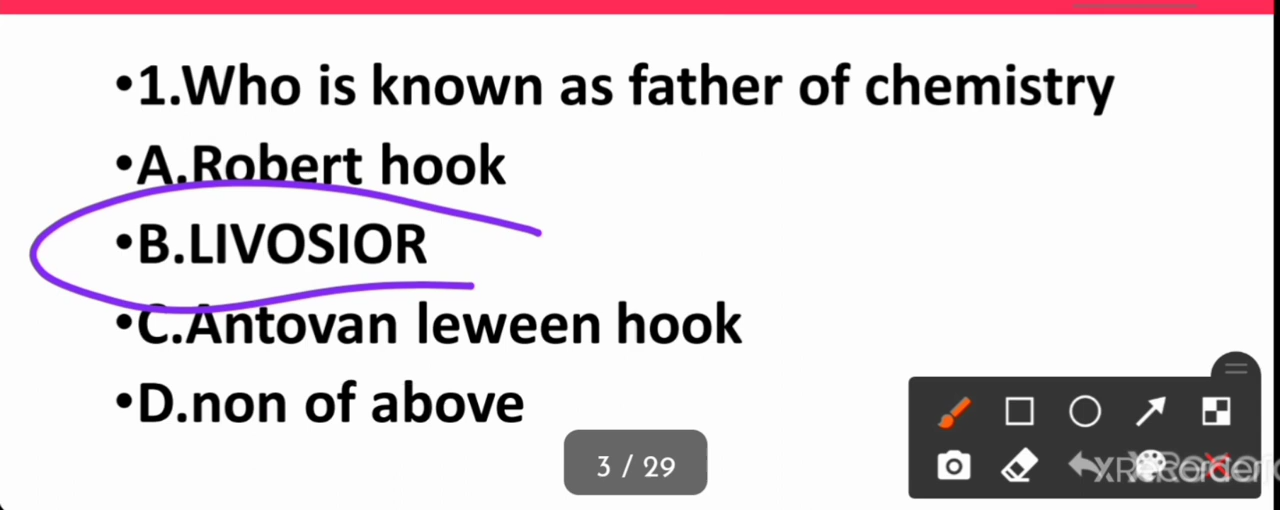 •1.Who is known as father of chemistry
•A.Robert hook
•B.LIVOSIOR
•C.Antovan leween hook
•D.non of above
3 / 29